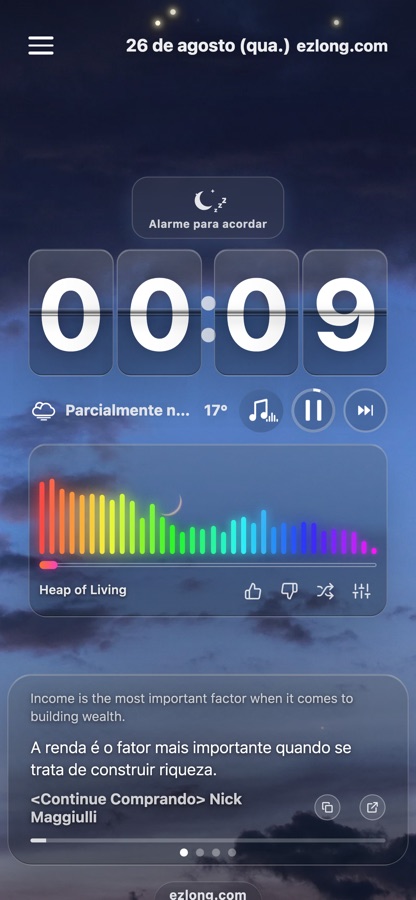 26 de agosto (qua.) ezlong.com
Alarme para acordar
00:09
Parcialmente n... 17°
Heap of Living
Income is the most important factor when it comes to
building wealth.
A renda é o fator mais importante quando se
trata de construir riqueza.
<Continue Comprando> Nick
Maggiulli
ezlong.com